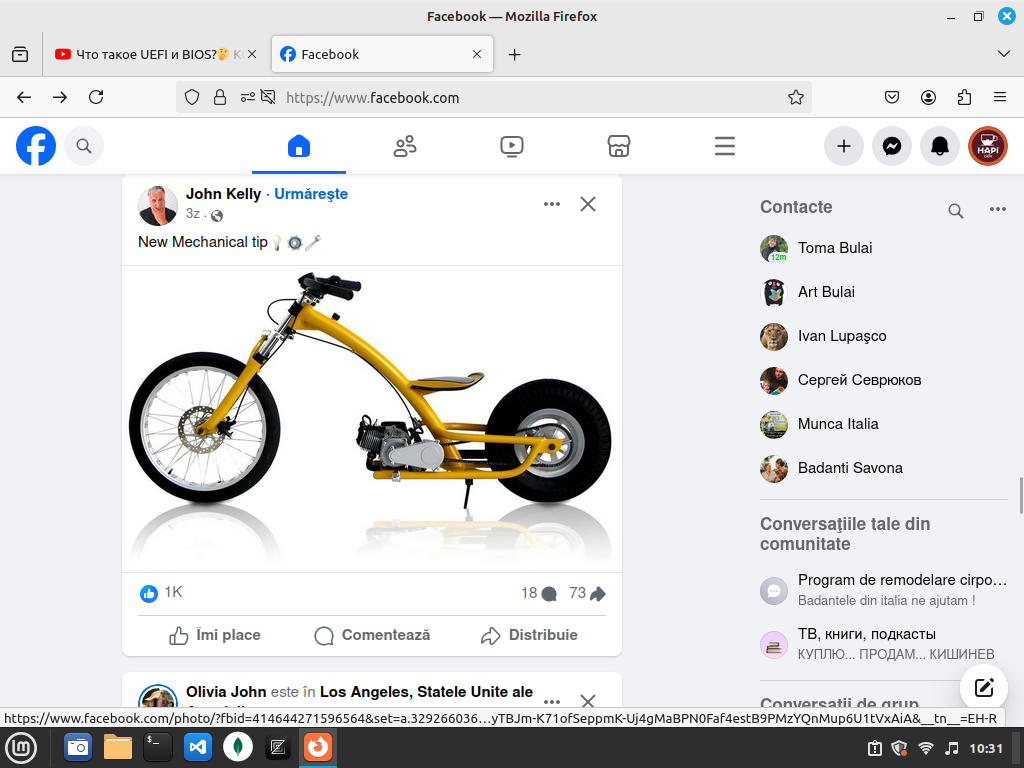 Facebook — Mozilla Firefox
Что такое UEFI и BIOS?🤔 К
Facebook
https://www.facebook.com
HAPI
cafe
John Kelly · Urmărește
3z ·
New Mechanical tip💡⚙️🔧
1K
18
73
Îmi place
Comentează
Distribuie
Olivia John este în Los Angeles, Statele Unite ale
Contacte
12m
Toma Bulai
Art Bulai
Ivan Lupașco
Сергей Севрюков
Munca Italia
Badanti Savona
Conversațiile tale din
comunitate
Program de remodelare cirpo…
Badantele din italia ne ajutam !
ТВ, книги, подкасты
КУПЛЮ... ПРОДАМ... КИШИНЕВ
Conversații de grup
https://www.facebook.com/photo/?fbid=414644271596564&set=a.329266036…yTBJm-K71ofSeppmK-Uj4gMaBPN0Faf4estB9PMzYQnMup6U1tVxAiA&__tn__=EH-R
10:31